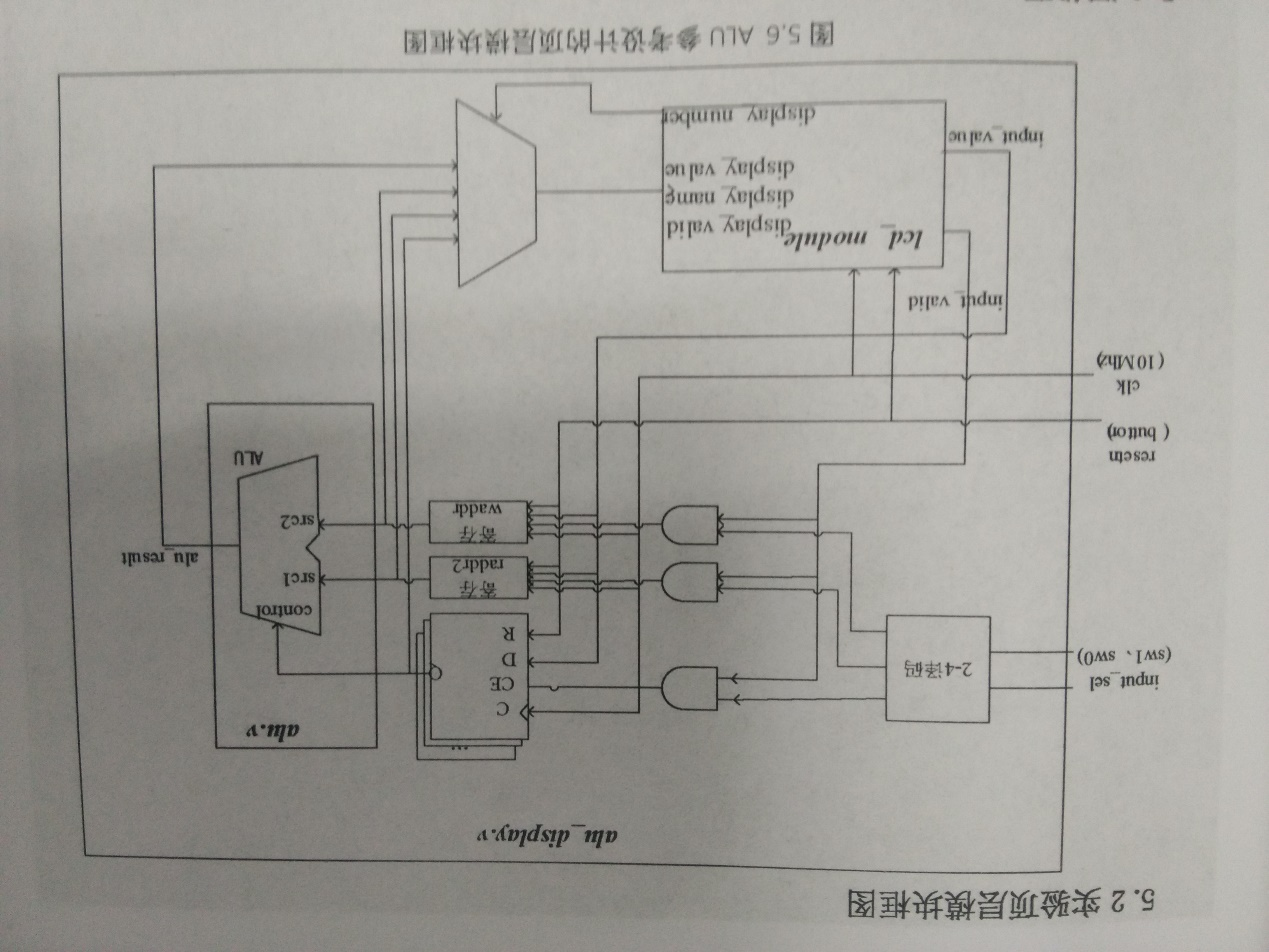 5.2 实验顶层模块框图
alu_display.v
input_sel
(sw1、sw0)
2-4译码
...
C
CE
D
R
alu.v
control
src1
src2
ALU
alu_result
寄存
raddr2
寄存
waddr
resetn
( button)
clk
(10Mhz)
input_valid
lcd_module
display_valid
display_name
display_value
input_value
display_number
图 5.6 ALU 参考设计的顶层模块框图